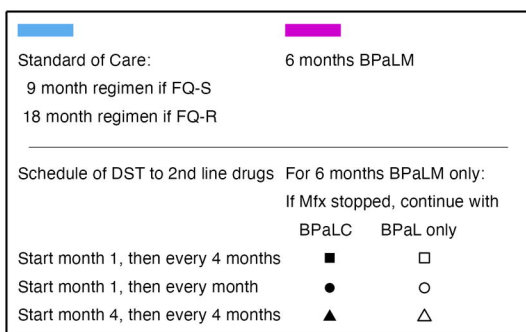 Standard of Care: 6 months BPaLM
9 month regimen if FQ-S
18 month regimen if FQ-R
Schedule of DST to 2nd line drugs For 6 months BPaLM only:
If Mfx stopped, continue with
BPaLC BPaL only
Start month 1, then every 4 months
Start month 1, then every month
Start month 4, then every 4 months